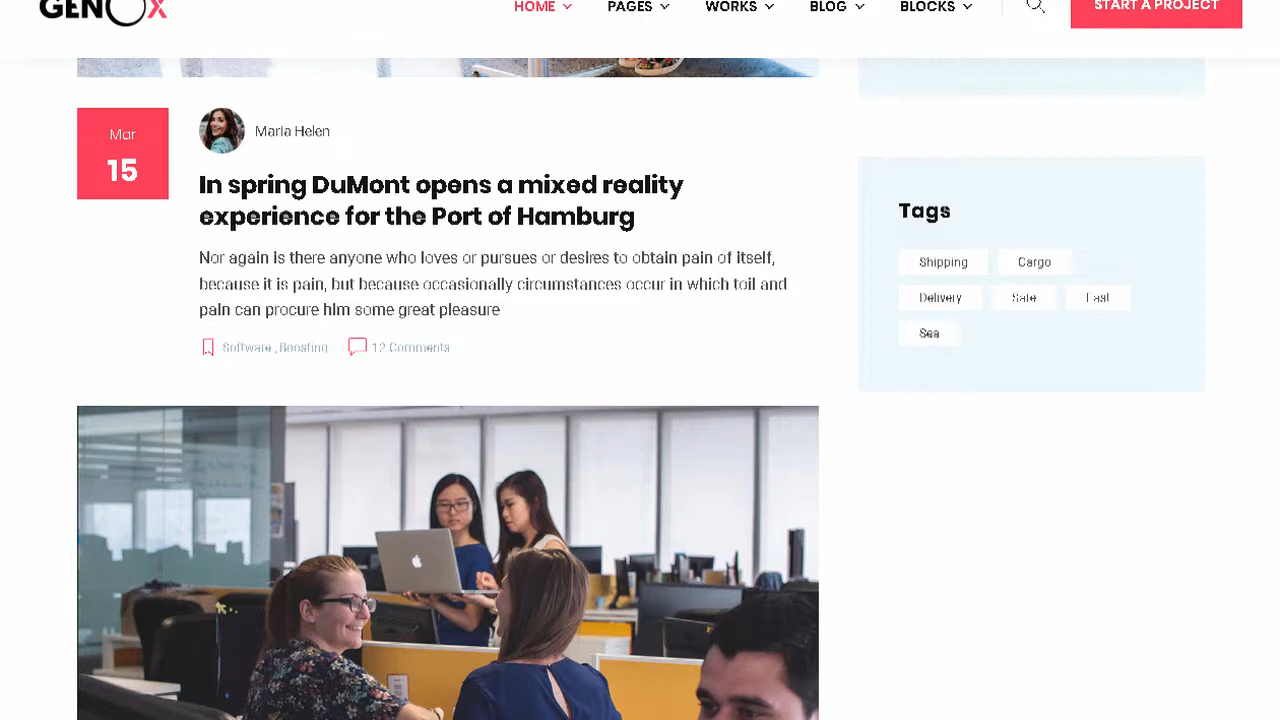 GENOX
HOME
PAGES
WORKS
BLOG
BLOCKS
START A PROJECT
Mar
15
Maria Helen
In spring DuMont opens a mixed reality
experience for the Port of Hamburg
Nor again is there anyone who loves or pursues or desires to obtain pain of itself,
because it is pain, but because occasionally circumstances occur in which toil and
pain can procure him some great pleasure
Software , Boosting
12 Comments
Tags
Shipping
Cargo
Delivery
Safe
Fast
Sea